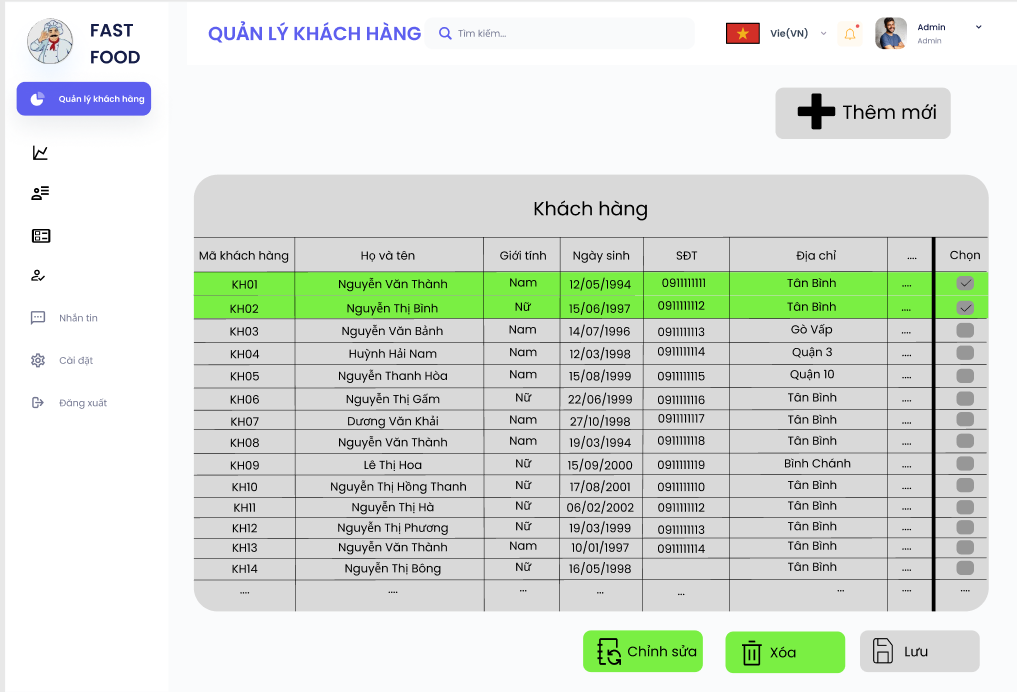 FAST
FOOD
QUẢN LÝ KHÁCH HÀNG
Tìm kiếm...
Vie(VN)
Admin
Admin
Quản lý khách hàng
Nhắn tin
Cài đặt
Đăng xuất
Thêm mới
Khách hàng
Mã khách hàng Họ và tên Giới tính Ngày sinh SĐT Địa chỉ .... Chọn
KH01 Nguyễn Văn Thành Nam 12/05/1994 0911111111 Tân Bình ....
KH02 Nguyễn Thị Bình Nữ 15/06/1997 0911111112 Tân Bình ....
KH03 Nguyễn Văn Bảnh Nam 14/07/1996 0911111113 Gò Vấp ....
KH04 Huỳnh Hải Nam Nam 12/03/1998 0911111114 Quận 3 ....
KH05 Nguyễn Thanh Hòa Nam 15/08/1999 0911111115 Quận 10 ....
KH06 Nguyễn Thị Gấm Nữ 22/06/1999 0911111116 Tân Bình ....
KH07 Dương Văn Khải Nam 27/10/1998 0911111117 Tân Bình ....
KH08 Nguyễn Văn Thành Nam 19/03/1994 0911111118 Tân Bình ....
KH09 Lê Thị Hoa Nữ 15/09/2000 0911111119 Bình Chánh ....
KH10 Nguyễn Thị Hồng Thanh Nữ 17/08/2001 0911111110 Tân Bình ....
KH11 Nguyễn Thị Hà Nữ 06/02/2002 0911111112 Tân Bình ....
KH12 Nguyễn Thị Phương Nữ 19/03/1999 0911111113 Tân Bình ....
KH13 Nguyễn Văn Thành Nam 10/01/1997 0911111114 Tân Bình ....
KH14 Nguyễn Thị Bông Nữ 16/05/1998 Tân Bình ....
.... .... ... ... ... ... .... ....
Chỉnh sửa
Xóa
Lưu